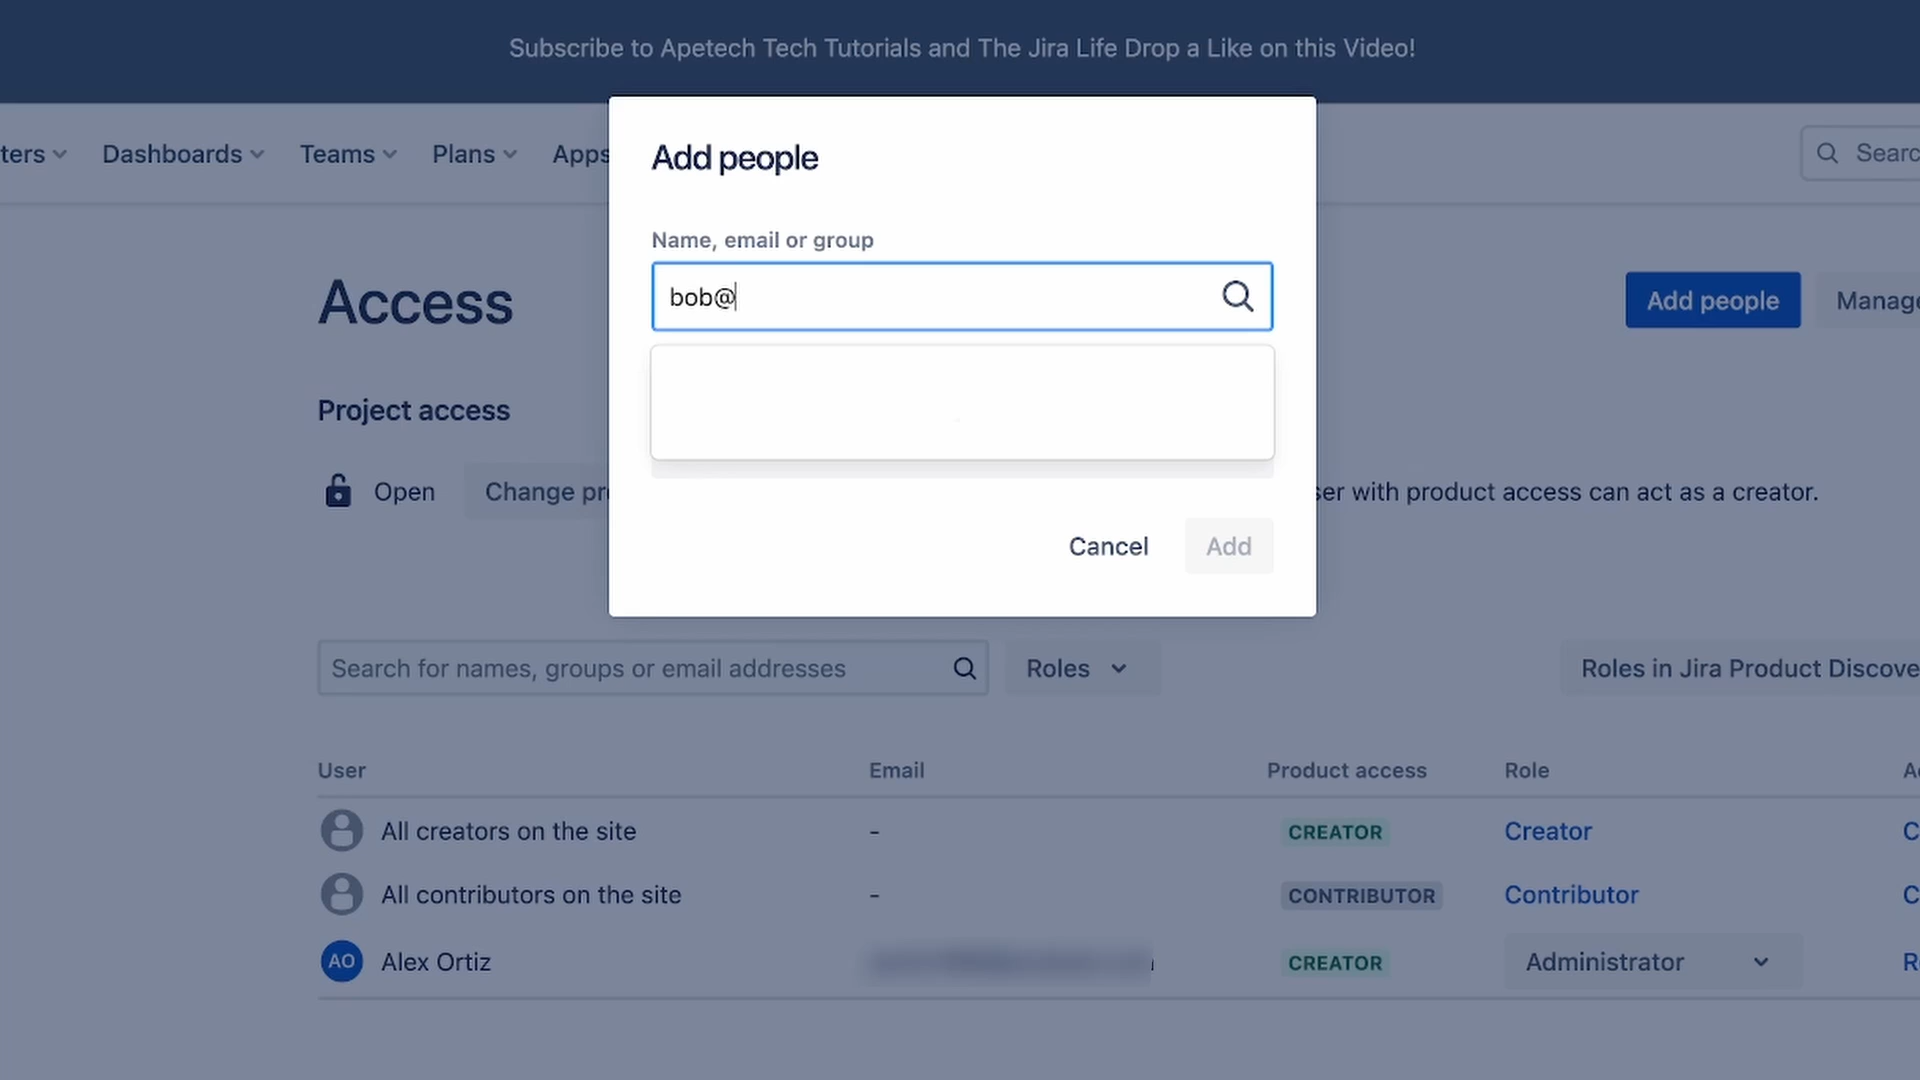 Subscribe to Apetech Tech Tutorials and The Jira Life Drop a Like on this Video!
ters Dashboards Teams Plans Apps Searc
Add people
Name, email or group
bob@
Access
Add people Manage
Project access
Open Change pr ser with product access can act as a creator.
Cancel Add
Search for names, groups or email addresses Roles Roles in Jira Product Discove
User Email Product access Role A
All creators on the site - CREATOR Creator C
All contributors on the site - CONTRIBUTOR Contributor C
AO Alex Ortiz CREATOR Administrator R